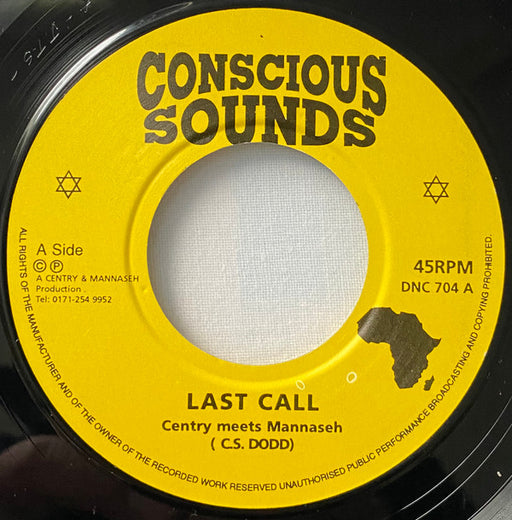 CONSCIOUS
SOUNDS
A Side
© ℗
A CENTRY & MANNASEH
Production .
Tel: 0171-254 9952
45RPM
DNC 704 A
LAST CALL
Centry meets Mannaseh
( C.S. DODD)
ALL RIGHTS OF THE MANUFACTURER AND OF THE OWNER OF THE RECORDED WORK RESERVED UNAUTHORISED PUBLIC PERFORMANCE BROADCASTING AND COPYING PROHIBITED.